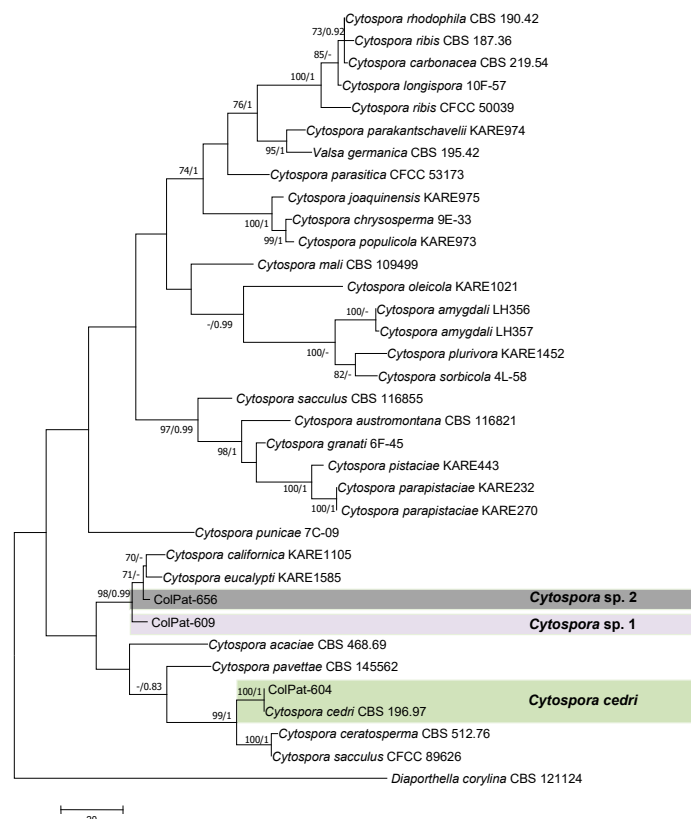 Cytospora rhodophila CBS 190.42
73/0.92
Cytospora ribis CBS 187.36
85/-
Cytospora carbonacea CBS 219.54
100/1
Cytospora longispora 10F-57
Cytospora ribis CFCC 50039
76/1
Cytospora parakantschavelii KARE974
95/1
Valsa germanica CBS 195.42
74/1
Cytospora parasitica CFCC 53173
Cytospora joaquinensis KARE975
100/1
Cytospora chrysosperma 9E-33
99/1
Cytospora populicola KARE973
Cytospora mali CBS 109499
Cytospora oleicola KARE1021
-/0.99
100/-
Cytospora amygdali LH356
Cytospora amygdali LH357
100/-
Cytospora plurivora KARE1452
82/-
Cytospora sorbicola 4L-58
Cytospora sacculus CBS 116855
97/0.99
Cytospora austromontana CBS 116821
98/1
Cytospora granati 6F-45
Cytospora pistaciae KARE443
100/1
Cytospora parapistaciae KARE232
100/1
Cytospora parapistaciae KARE270
Cytospora punicae 7C-09
Cytospora californica KARE1105
70/-
71/-
Cytospora eucalypti KARE1585
98/0.99
ColPat-656
Cytospora sp. 2
ColPat-609
Cytospora sp. 1
Cytospora acaciae CBS 468.69
Cytospora pavettae CBS 145562
-/0.83
100/1
ColPat-604
Cytospora cedri CBS 196.97
Cytospora cedri
99/1
Cytospora ceratosperma CBS 512.76
100/1
Cytospora sacculus CFCC 89626
Diaporthella corylina CBS 121124
20